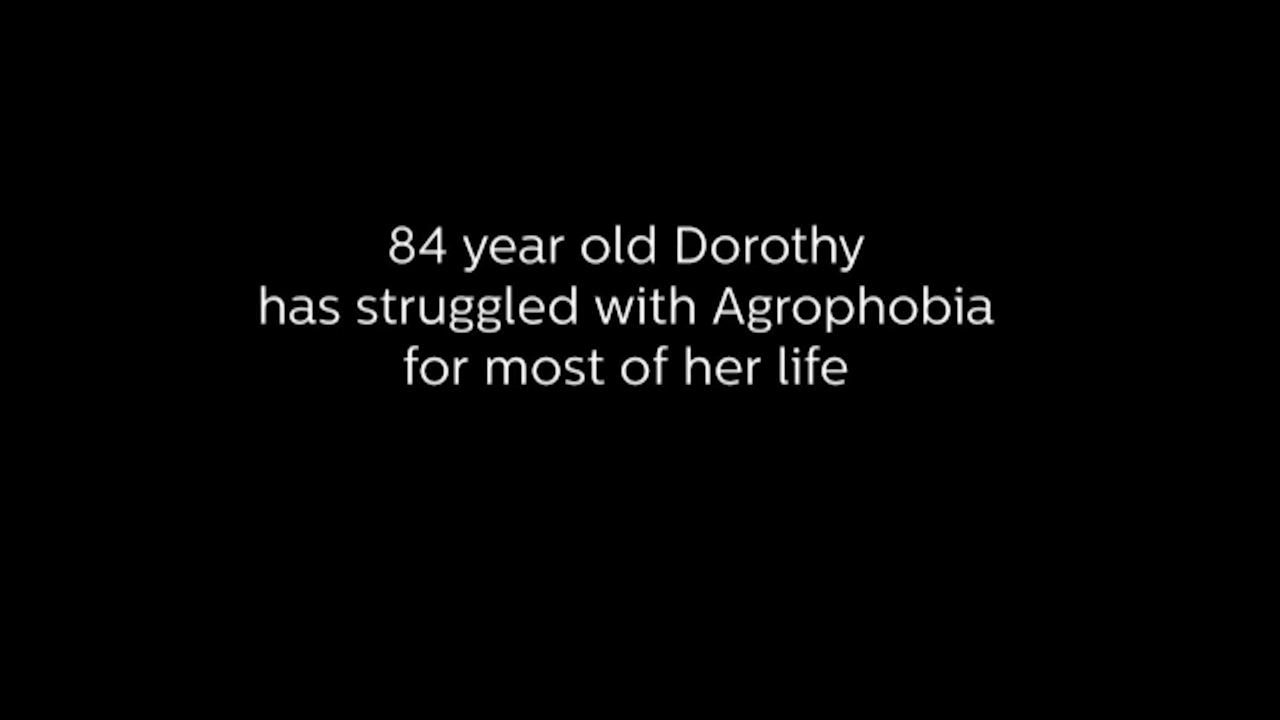 84 year old Dorothy
has struggled with Agrophobia
for most of her life